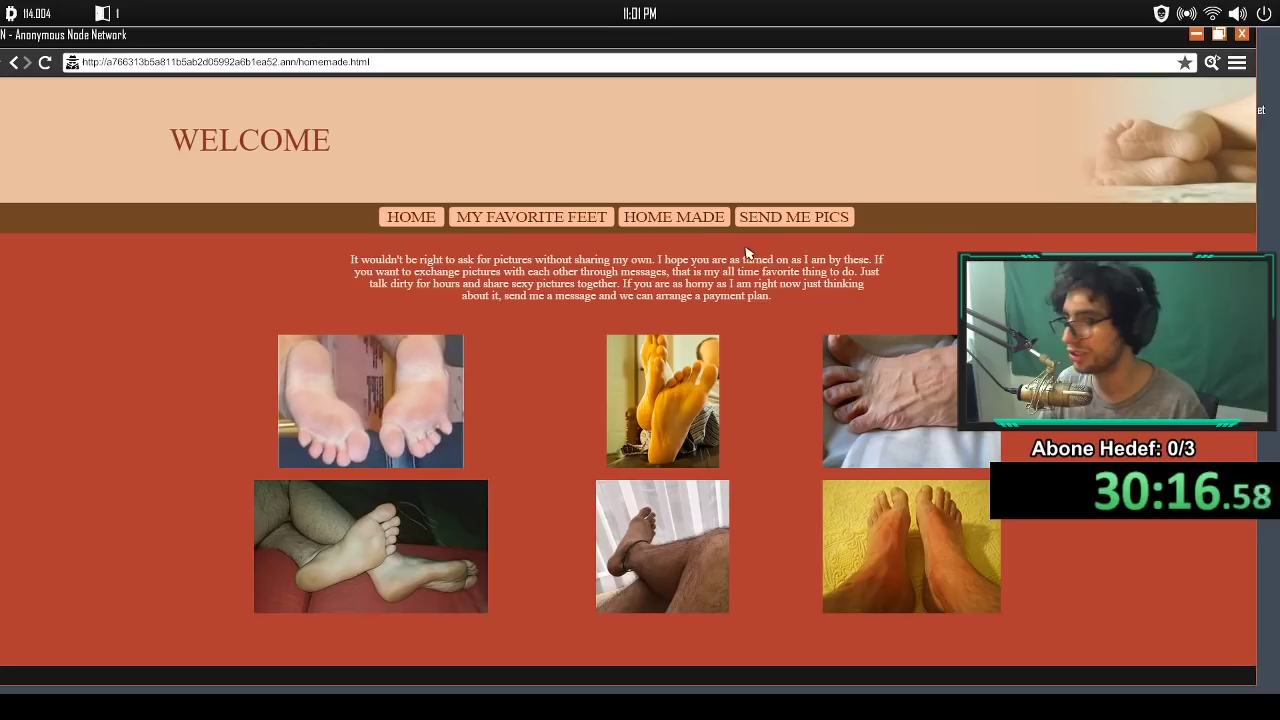 114.004
1
11:01 PM
N - Anonymous Node Network
http://a766313b5a811b5ab2d05992a6b1ea52.ann/homemade.html
et
WELCOME
HOME
MY FAVORITE FEET
HOME MADE
SEND ME PICS
It wouldn't be right to ask for pictures without sharing my own. I hope you are as turned on as I am by these. If
you want to exchange pictures with each other through messages, that is my all time favorite thing to do. Just
talk dirty for hours and share sexy pictures together. If you are as horny as I am right now just thinking
about it, send me a message and we can arrange a payment plan.
Abone Hedef: 0/3
30:16.58